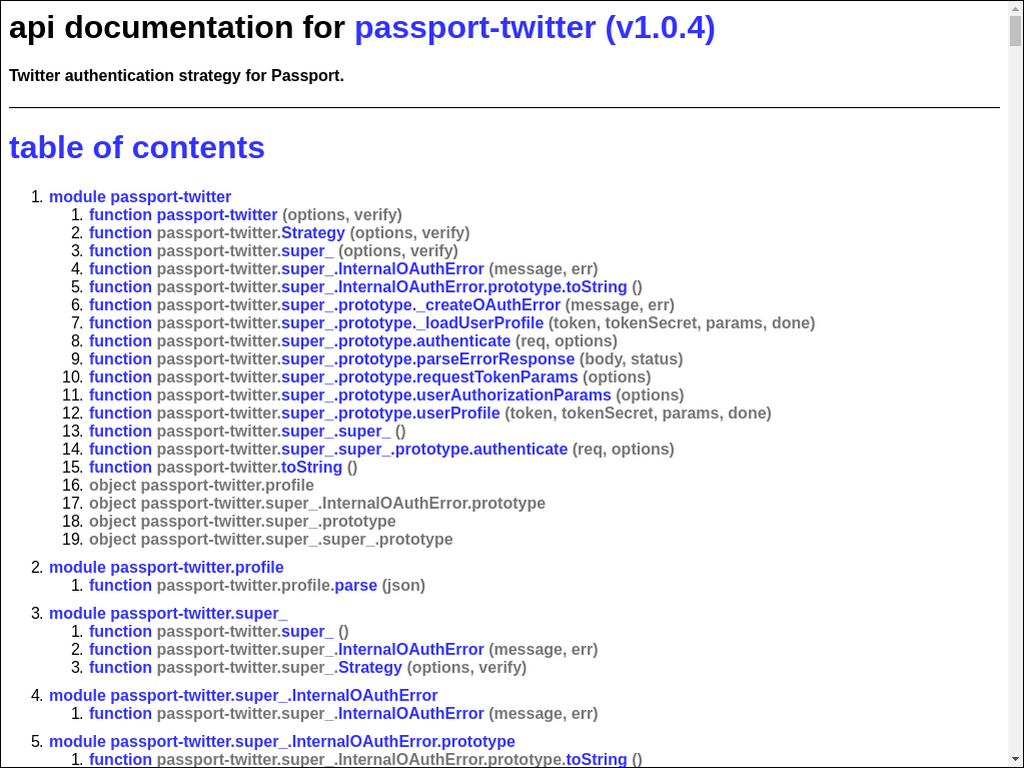 api documentation for passport-twitter (v1.0.4)
Twitter authentication strategy for Passport.
table of contents
1. module passport-twitter
1. function passport-twitter (options, verify)
2. function passport-twitter.Strategy (options, verify)
3. function passport-twitter.super_ (options, verify)
4. function passport-twitter.super_.InternalOAuthError (message, err)
5. function passport-twitter.super_.InternalOAuthError.prototype.toString ()
6. function passport-twitter.super_.prototype._createOAuthError (message, err)
7. function passport-twitter.super_.prototype._loadUserProfile (token, tokenSecret, params, done)
8. function passport-twitter.super_.prototype.authenticate (req, options)
9. function passport-twitter.super_.prototype.parseErrorResponse (body, status)
10. function passport-twitter.super_.prototype.requestTokenParams (options)
11. function passport-twitter.super_.prototype.userAuthorizationParams (options)
12. function passport-twitter.super_.prototype.userProfile (token, tokenSecret, params, done)
13. function passport-twitter.super_.super_ ()
14. function passport-twitter.super_.super_.prototype.authenticate (req, options)
15. function passport-twitter.toString ()
16. object passport-twitter.profile
17. object passport-twitter.super_.InternalOAuthError.prototype
18. object passport-twitter.super_.prototype
19. object passport-twitter.super_.super_.prototype
2. module passport-twitter.profile
1. function passport-twitter.profile.parse (json)
3. module passport-twitter.super_
1. function passport-twitter.super_ ()
2. function passport-twitter.super_.InternalOAuthError (message, err)
3. function passport-twitter.super_.Strategy (options, verify)
4. module passport-twitter.super_.InternalOAuthError
1. function passport-twitter.super_.InternalOAuthError (message, err)
5. module passport-twitter.super_.InternalOAuthError.prototype
1. function passport-twitter.super_.InternalOAuthError.prototype.toString ()